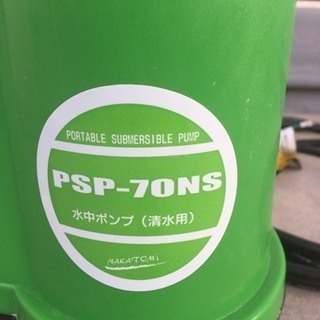 PORTABLE SUBMERSIBLE PUMP
PSP-70NS
水中ポンプ（清水用）
NAKATOMI